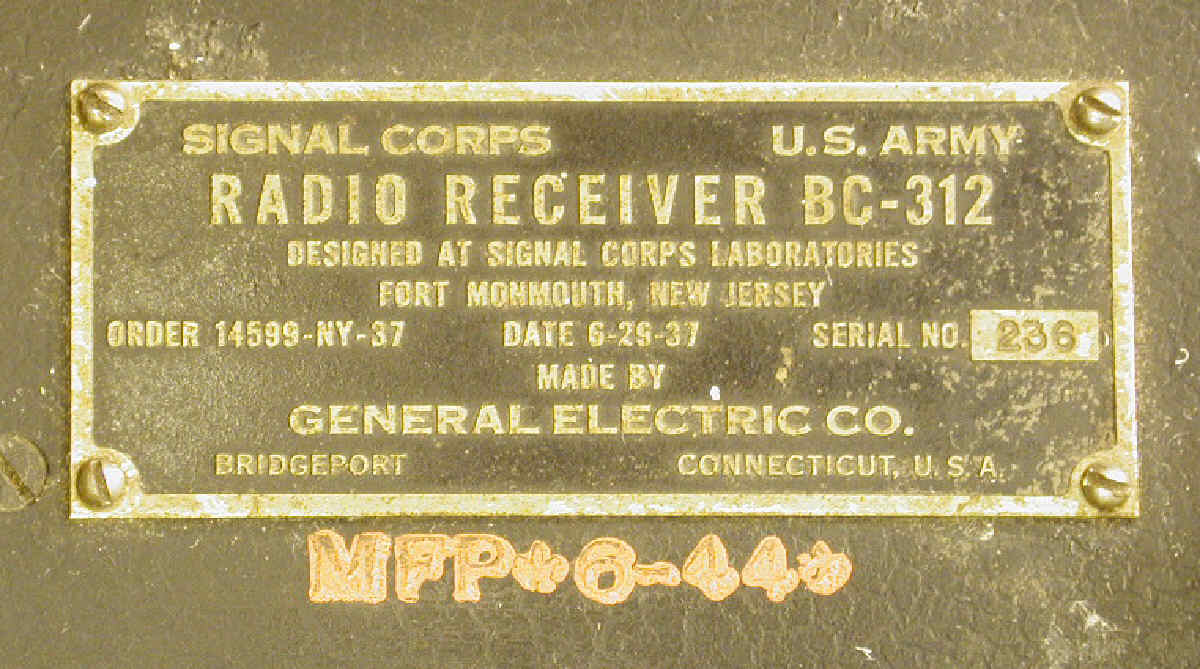 SIGNAL CORPS U.S. ARMY
RADIO RECEIVER BC-312
DESIGNED AT SIGNAL CORPS LABORATORIES
FORT MONMOUTH, NEW JERSEY
ORDER 14599-NY-37 DATE 6-29-37 SERIAL NO. 236
MADE BY
GENERAL ELECTRIC CO.
BRIDGEPORT CONNECTICUT, U.S.A.
MFP*6-44*